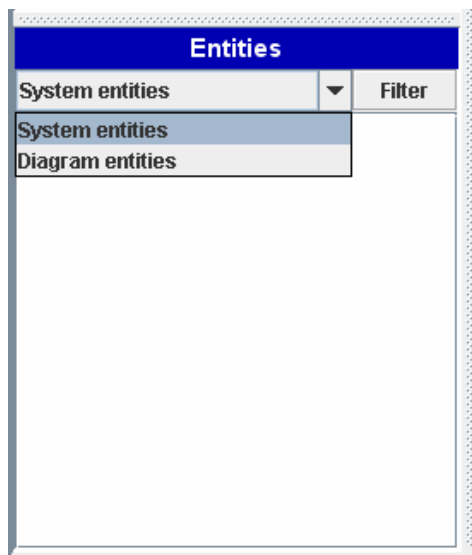 Entities
System entities
Filter
System entities
Diagram entities